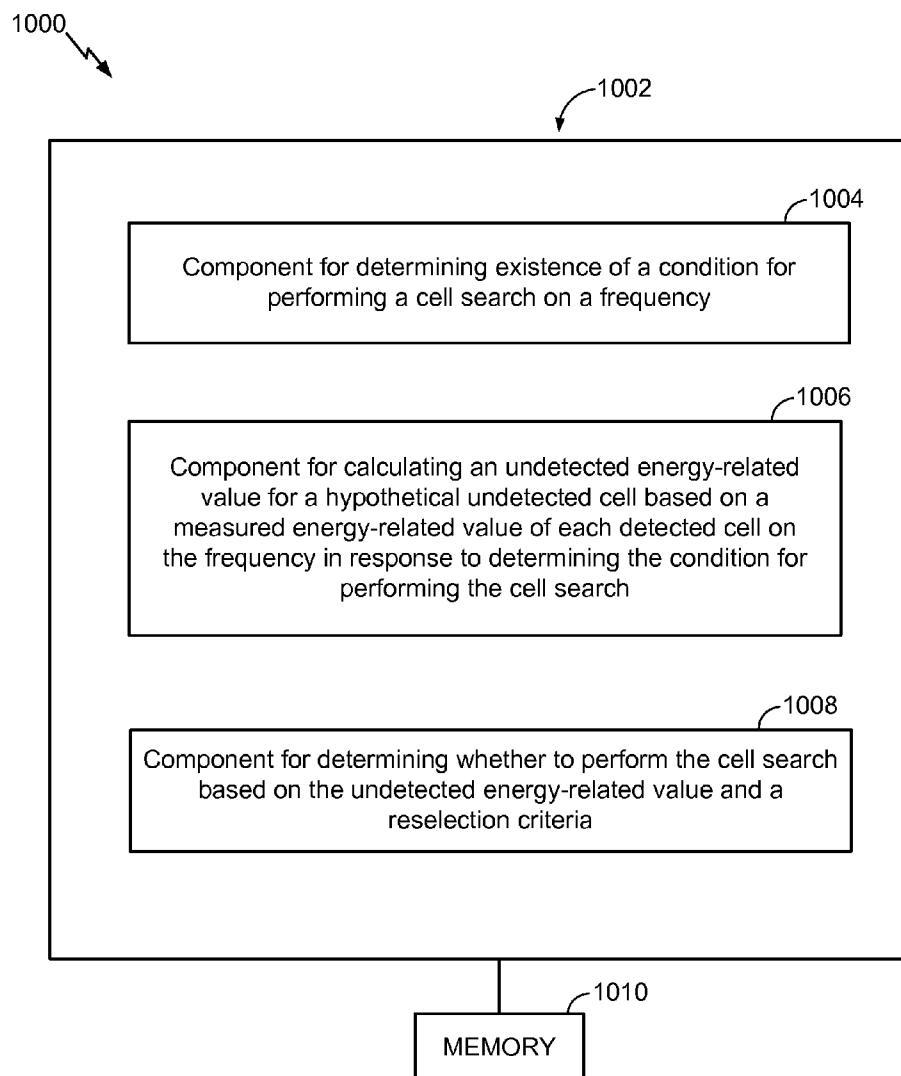 1000
1002
1004
Component for determining existence of a condition for
performing a cell search on a frequency
1006
Component for calculating an undetected energy-related
value for a hypothetical undetected cell based on a
measured energy-related value of each detected cell on
the frequency in response to determining the condition for
performing the cell search
1008
Component for determining whether to perform the cell search
based on the undetected energy-related value and a
reselection criteria
1010
MEMORY